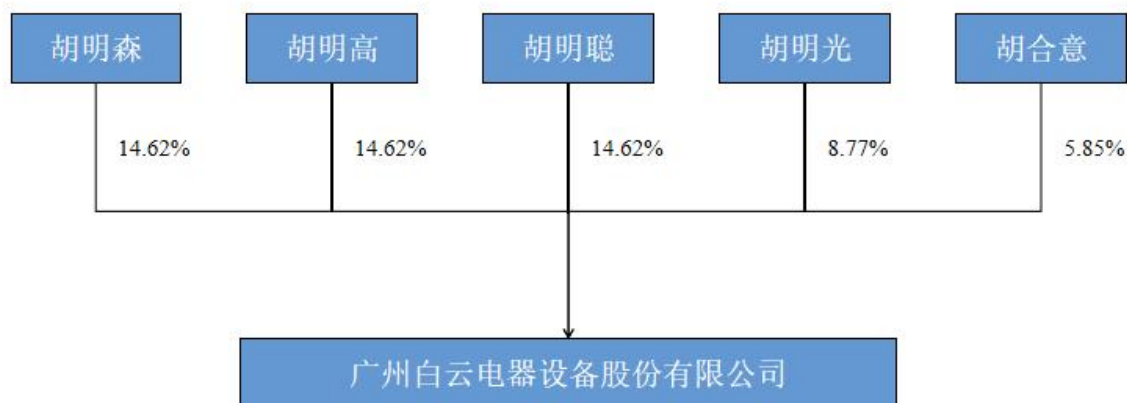 胡明森
胡明高
胡明聪
胡明光
胡合意
14.62%
14.62%
14.62%
8.77%
5.85%
广州白云电器设备股份有限公司